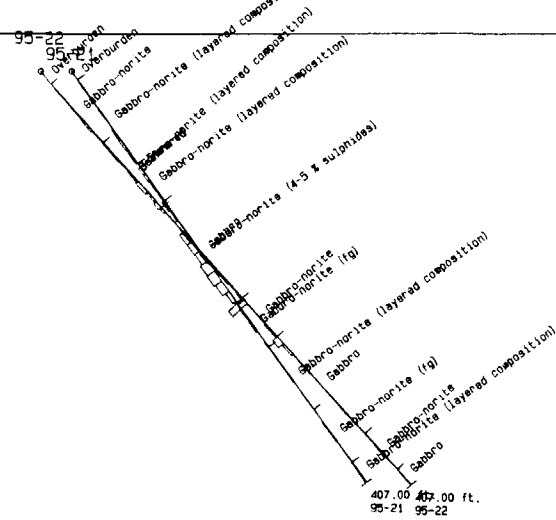 95-22
95-21
Overburden
Overburden
Gabbro-norite
Gabbro-norite (layered
Gabbro-norite (layered composition)
Gabbro-norite (layered composition)
Gabbro-norite (4-5 % sulphides)
Gabbro
Gabbro-norite
Gabbro-norite (fg)
Gabbro-norite (layered composition)
Gabbro
Gabbro-norite (fg)
Gabbro-norite
Gabbro-norite (layered composition)
Gabbro
407.00 ft.
407.00 ft.
95-21
95-22